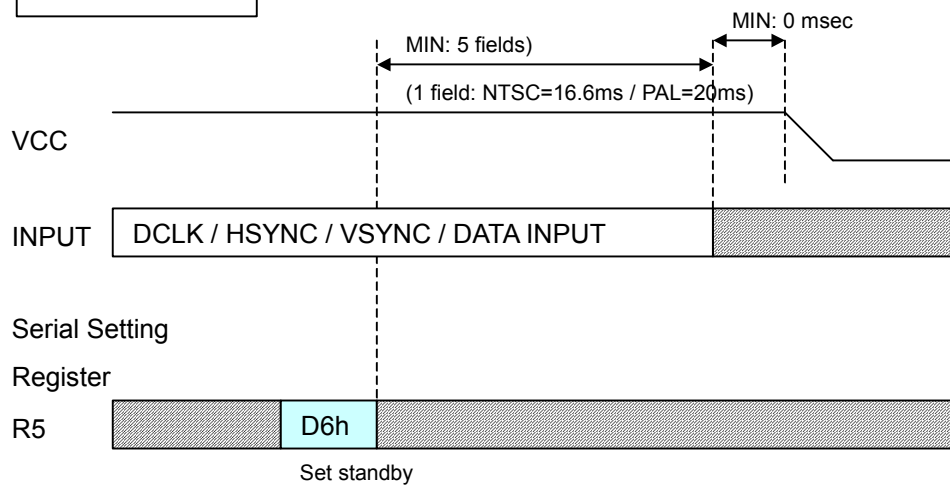 MIN: 0 msec
MIN: 5 fields)
(1 field: NTSC=16.6ms / PAL=20ms)
VCC
INPUT DCLK / HSYNC / VSYNC / DATA INPUT
Serial Setting
Register
R5 D6h
Set standby